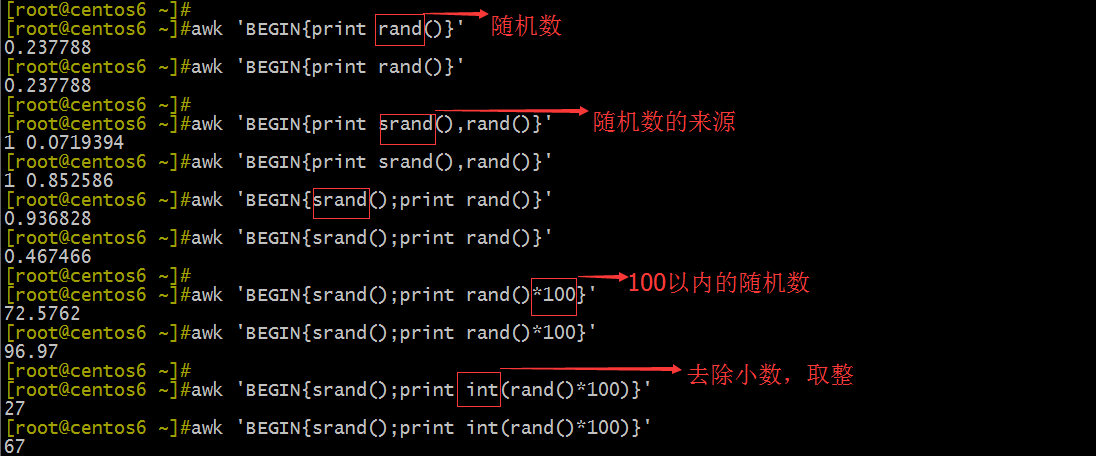 [root@centos6 ~]#
[root@centos6 ~]#awk 'BEGIN{print rand()}' 随机数
0.237788
[root@centos6 ~]#awk 'BEGIN{print rand()}'
0.237788
[root@centos6 ~]#
[root@centos6 ~]#awk 'BEGIN{print srand(),rand()}' 随机数的来源
1 0.0719394
[root@centos6 ~]#awk 'BEGIN{print srand(),rand()}'
1 0.852586
[root@centos6 ~]#awk 'BEGIN{srand();print rand()}'
0.936828
[root@centos6 ~]#awk 'BEGIN{srand();print rand()}'
0.467466
[root@centos6 ~]#
[root@centos6 ~]#awk 'BEGIN{srand();print rand()*100}' 100以内的随机数
72.5762
[root@centos6 ~]#awk 'BEGIN{srand();print rand()*100}'
96.97
[root@centos6 ~]#
[root@centos6 ~]#awk 'BEGIN{srand();print int(rand()*100)}' 去除小数，取整
27
[root@centos6 ~]#awk 'BEGIN{srand();print int(rand()*100)}'
67